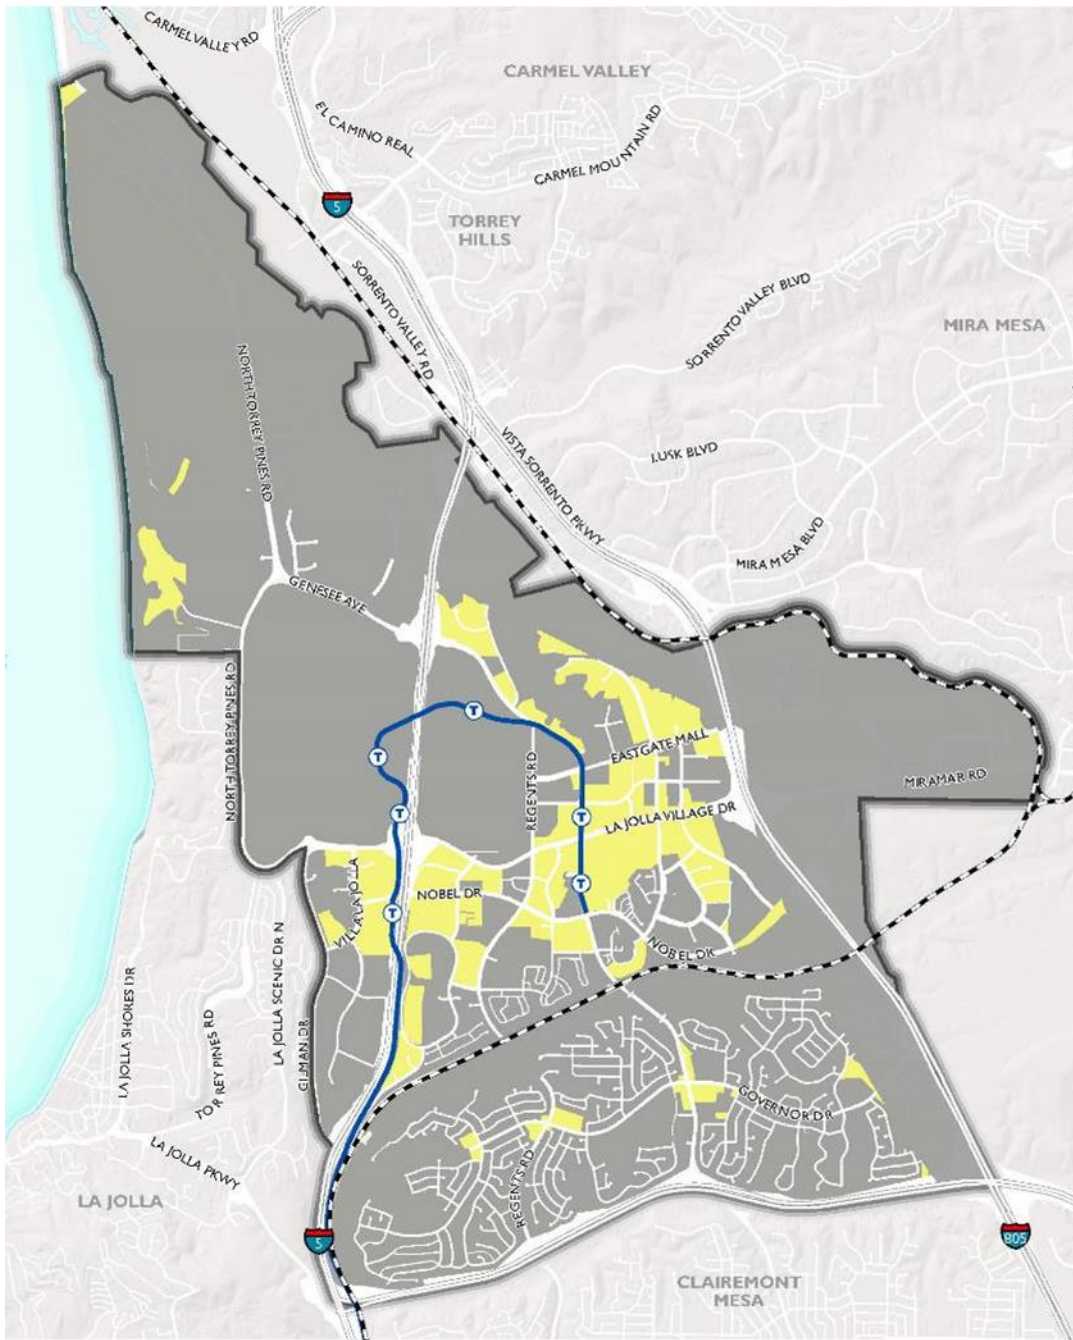 CARMEL VALLEY RD
CARMEL VALLEY
EL CAMINO REAL
CARMEL MOUNTAIN RD
5
TORREY
HILLS
SORRENTO VALLEY RD
SORRENTO VALLEY BLVD
MIRA MESA
NORTH TORREY PINES RD
VISTA SORRENTO PKWY
LUSK BLVD
MIRA MESA BLVD
GENESEE AVE
NORTH TORREY PINES RD
T
T
T
T
T
T
REGENTS RD
EASTGATE MALL
MIRAMAR RD
LA JOLLA VILLAGE DR
VILLA LA JOLLA
NOBEL DR
NOBEL DR
LA JOLLA SHORES DR
TORREY PINES RD
LA JOLLA SCENIC DR N
GILMAN DR
GOVERNOR DR
REGENTS RD
LA JOLLA PKWY
LA JOLLA
5
805
CLAIREMONT
MESA